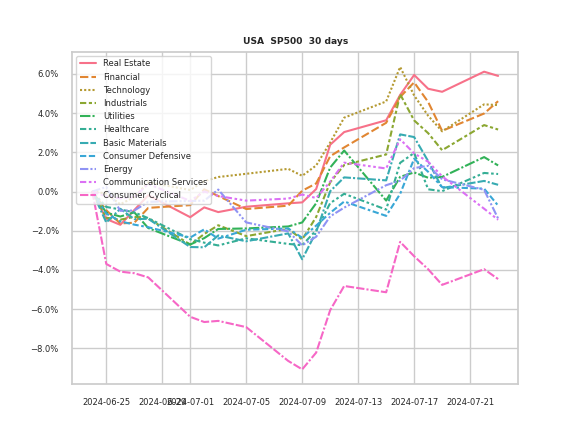 USA SP500 30 days
Real Estate
Financial
Technology
Industrials
Utilities
Healthcare
Basic Materials
Consumer Defensive
Energy
Communication Services
Consumer Cyclical
6.0%
4.0%
2.0%
0.0%
−2.0%
−4.0%
−6.0%
−8.0%
2024-06-25
2024-06-29
2024-07-01
2024-07-05
2024-07-09
2024-07-13
2024-07-17
2024-07-21